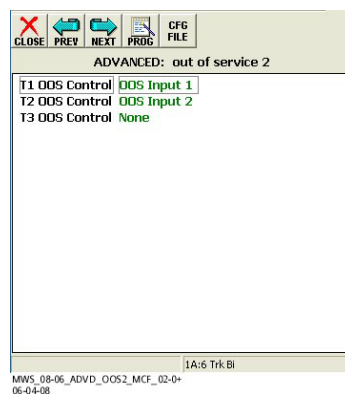 CLOSE PREV NEXT PROG CFG FILE
ADVANCED: out of service 2
T1 OOS Control OOS Input 1
T2 OOS Control OOS Input 2
T3 OOS Control None
1A:6 Trk Bi
MWS_08-06_ADVD_OOS2_MCF_02-0+
06-04-08